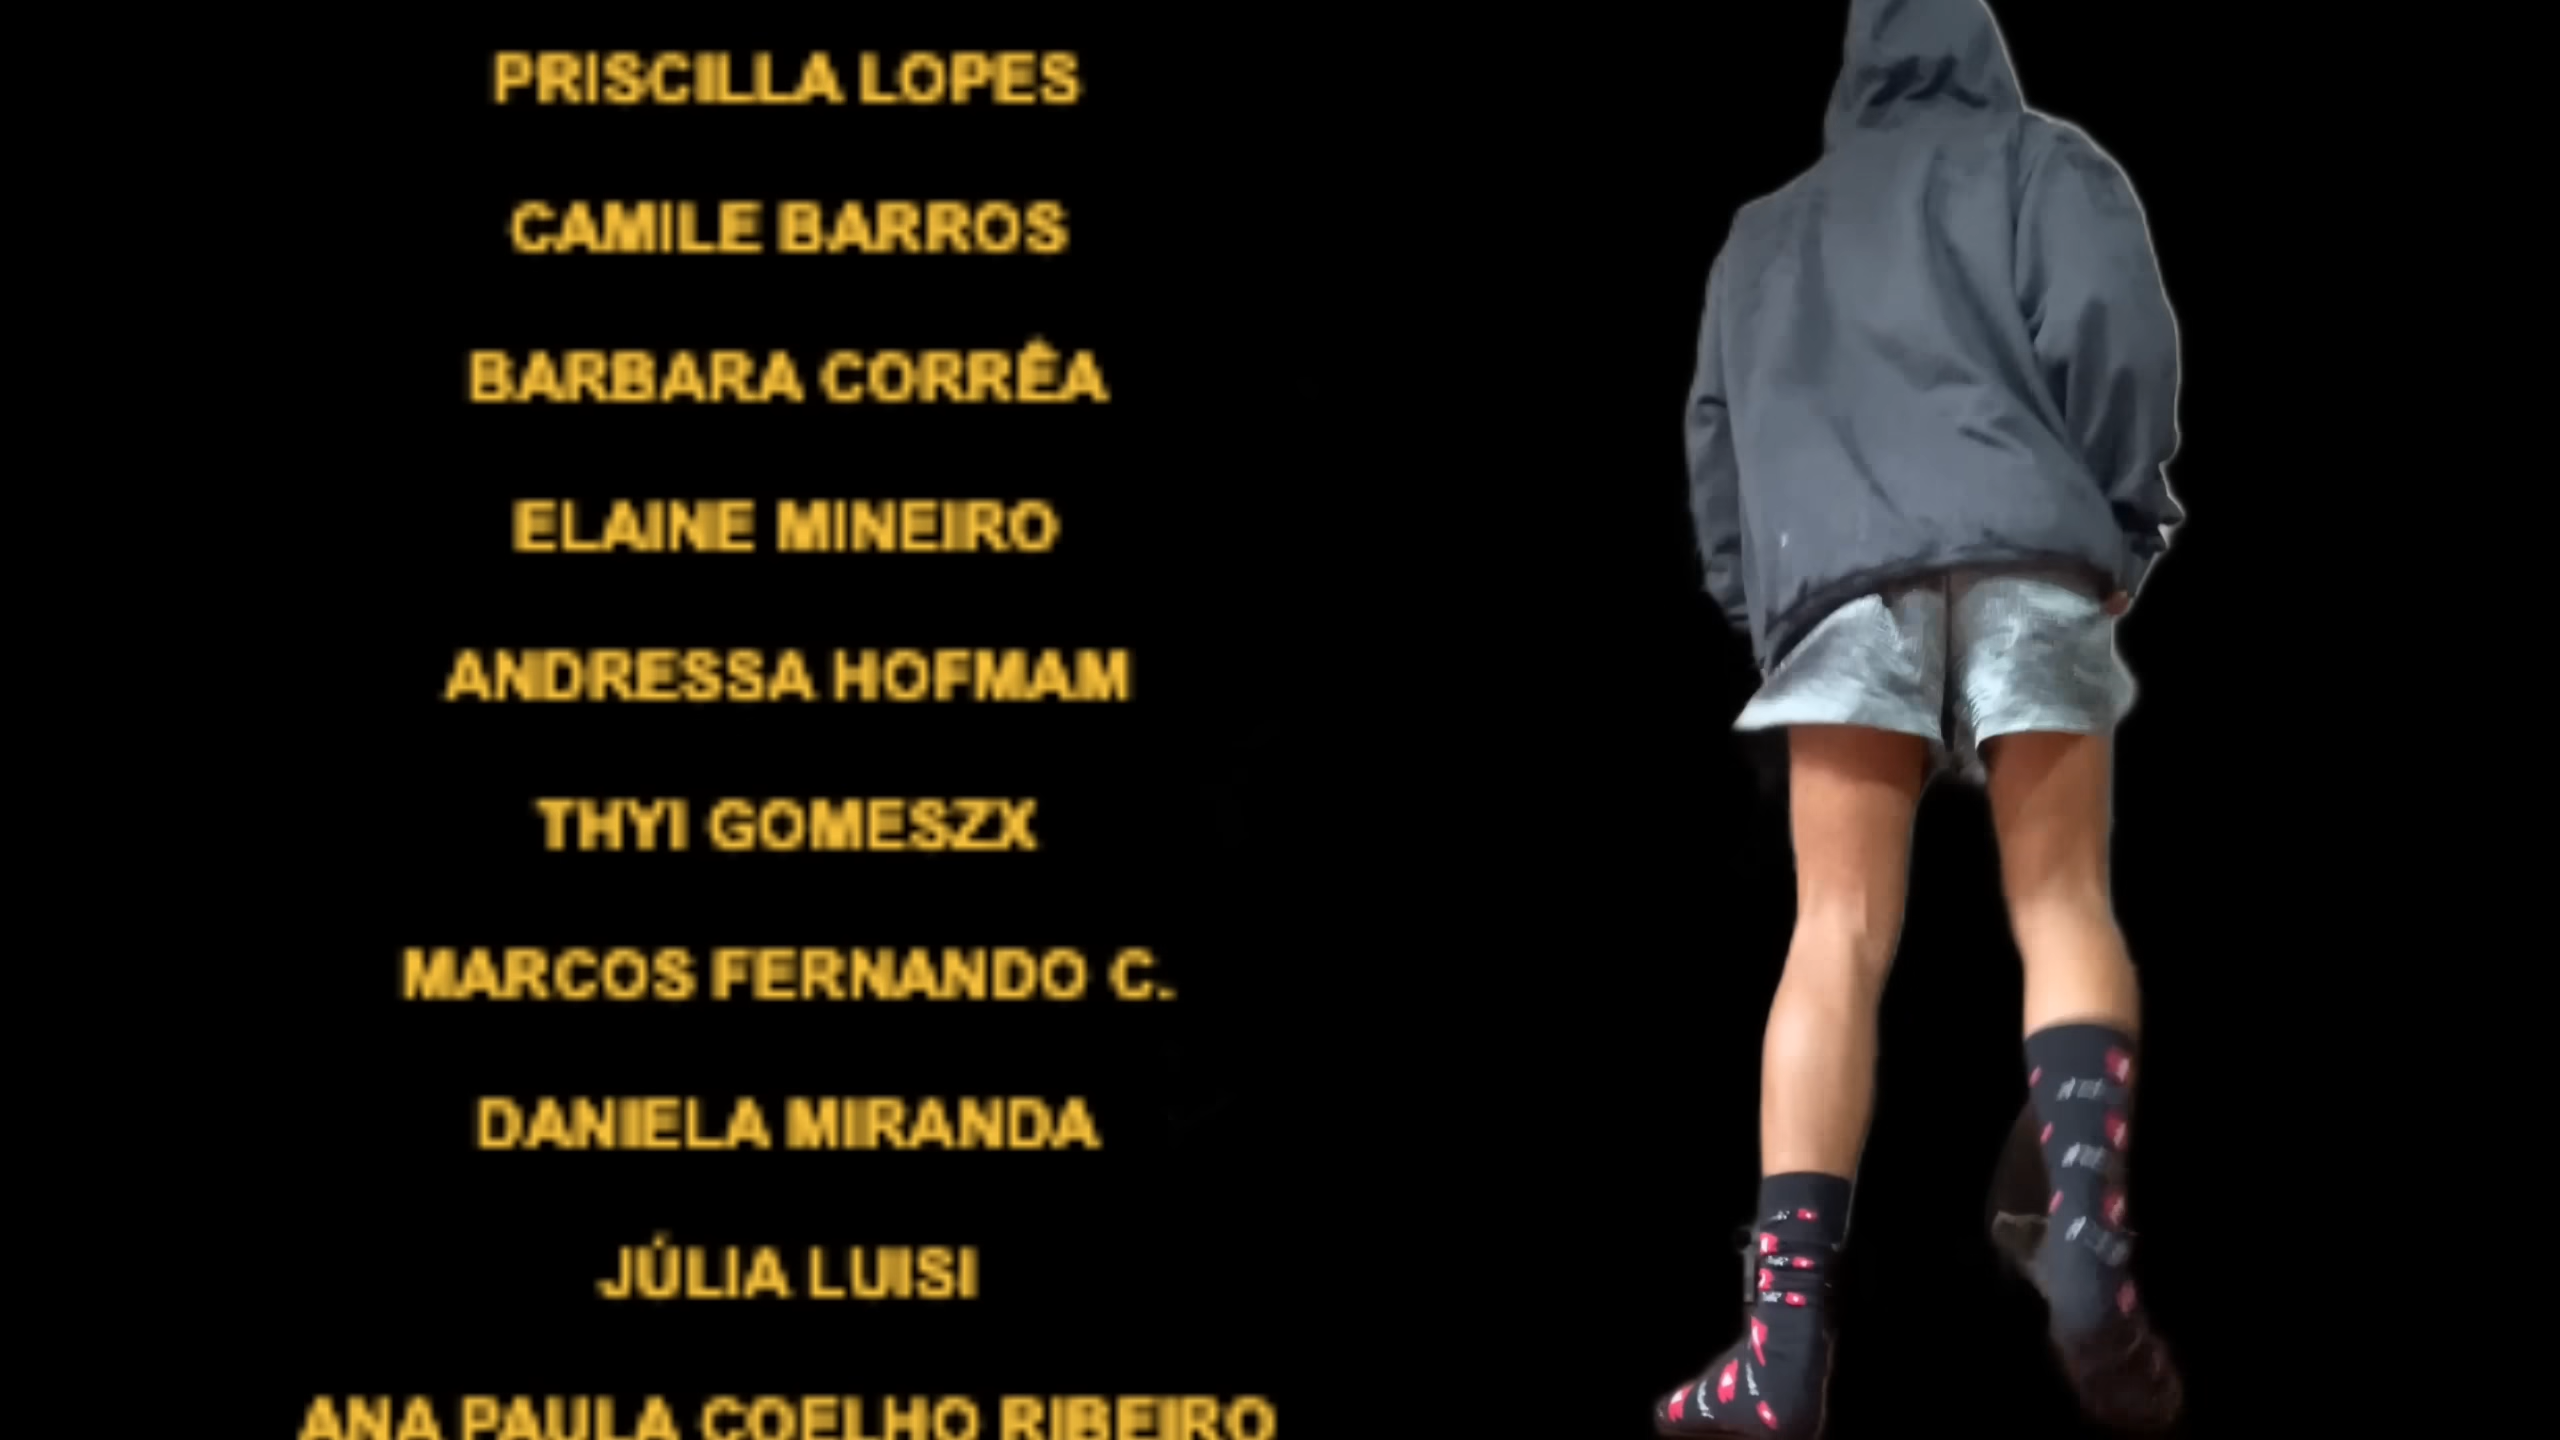 PRISCILLA LOPES
CAMILE BARROS
BARBARA CORRÊA
ELAINE MINEIRO
ANDRESSA HOFMAM
THYI GOMESZX
MARCOS FERNANDO C.
DANIELA MIRANDA
JÚLIA LUISI
ANA PAULA COELHO RIBEIRO